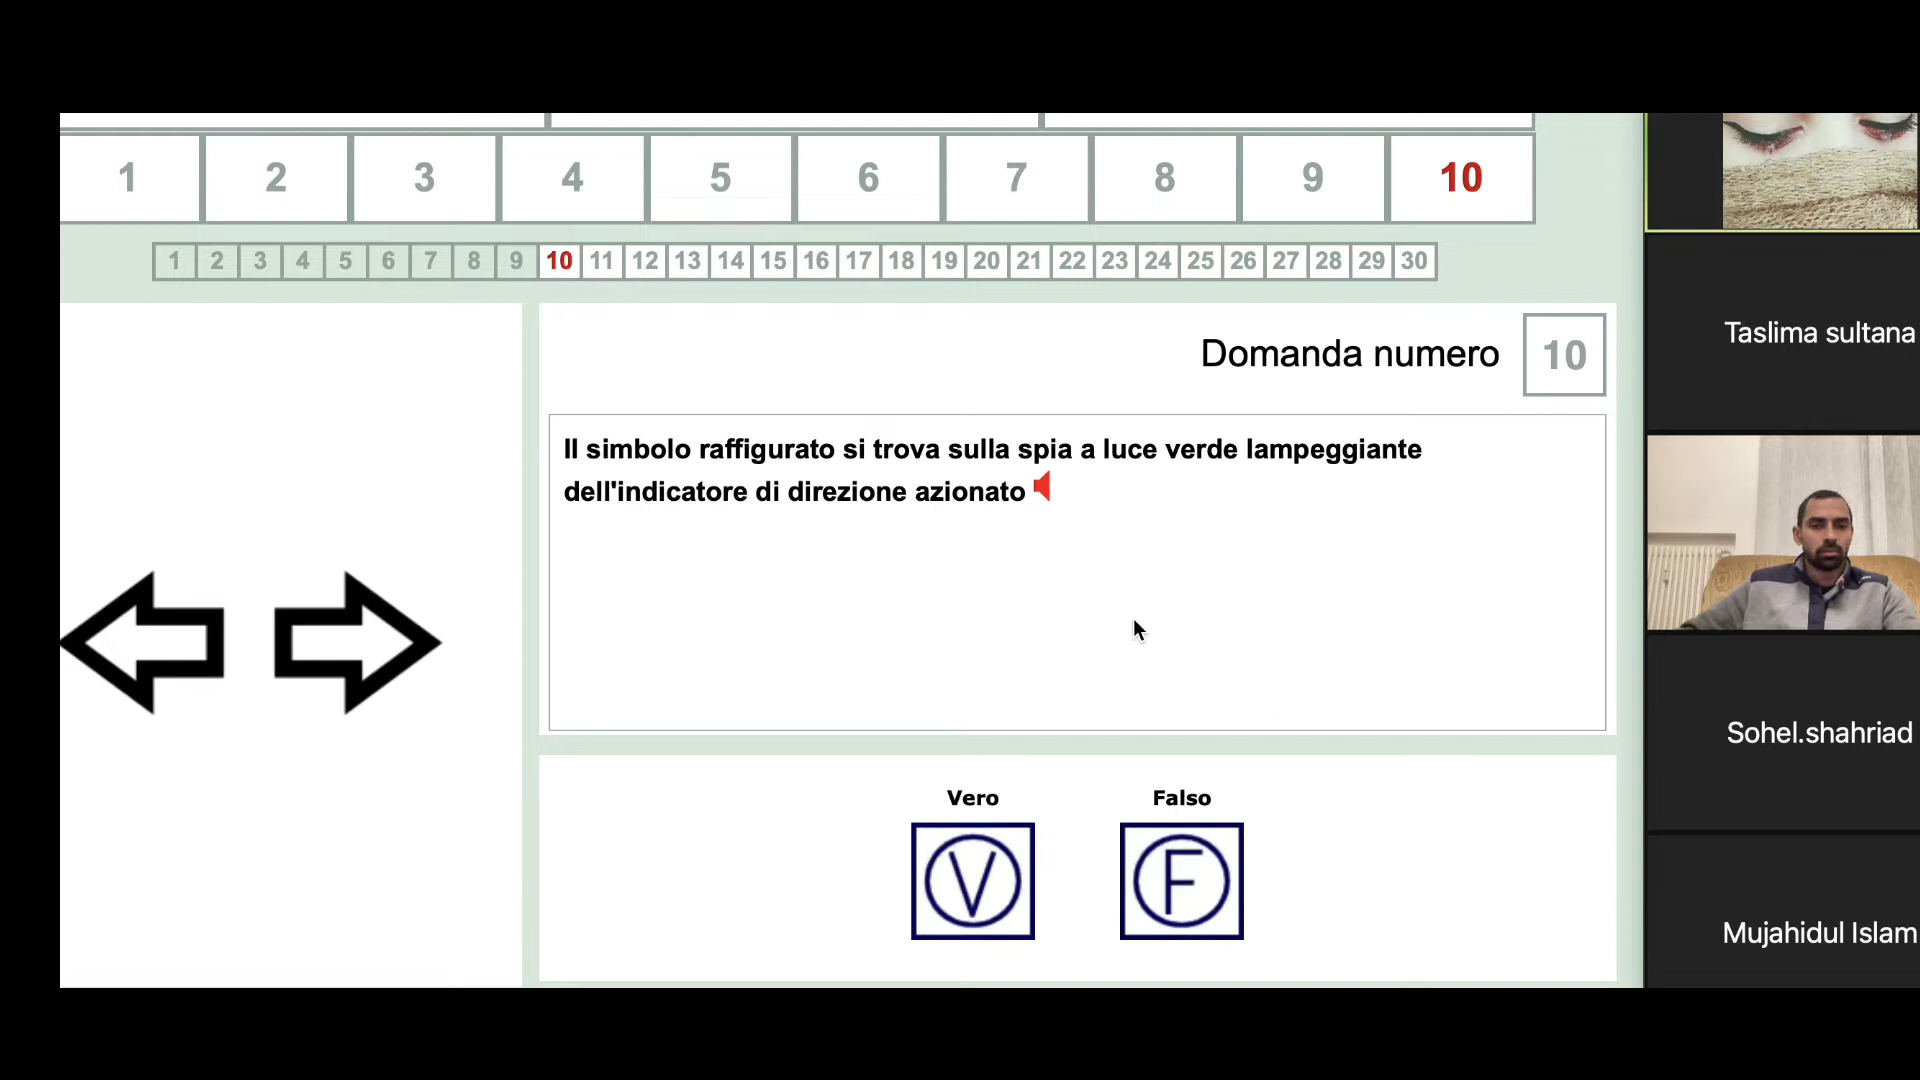 1 2 3 4 5 6 7 8 9 10
1 2 3 4 5 6 7 8 9 10 11 12 13 14 15 16 17 18 19 20 21 22 23 24 25 26 27 28 29 30
Domanda numero 10
Il simbolo raffigurato si trova sulla spia a luce verde lampeggiante
dell'indicatore di direzione azionato
Vero Falso
V F
Taslima sultana
Sohel.shahriad
Mujahidul Islam